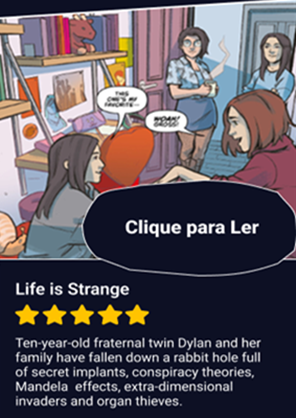 THIS
ONE'S MY
FAVORITE--
WOAH!
GROSS!
Clique para Ler
Life is Strange
Ten-year-old fraternal twin Dylan and her
family have fallen down a rabbit hole full
of secret implants, conspiracy theories,
Mandela effects, extra-dimensional
invaders and organ thieves.